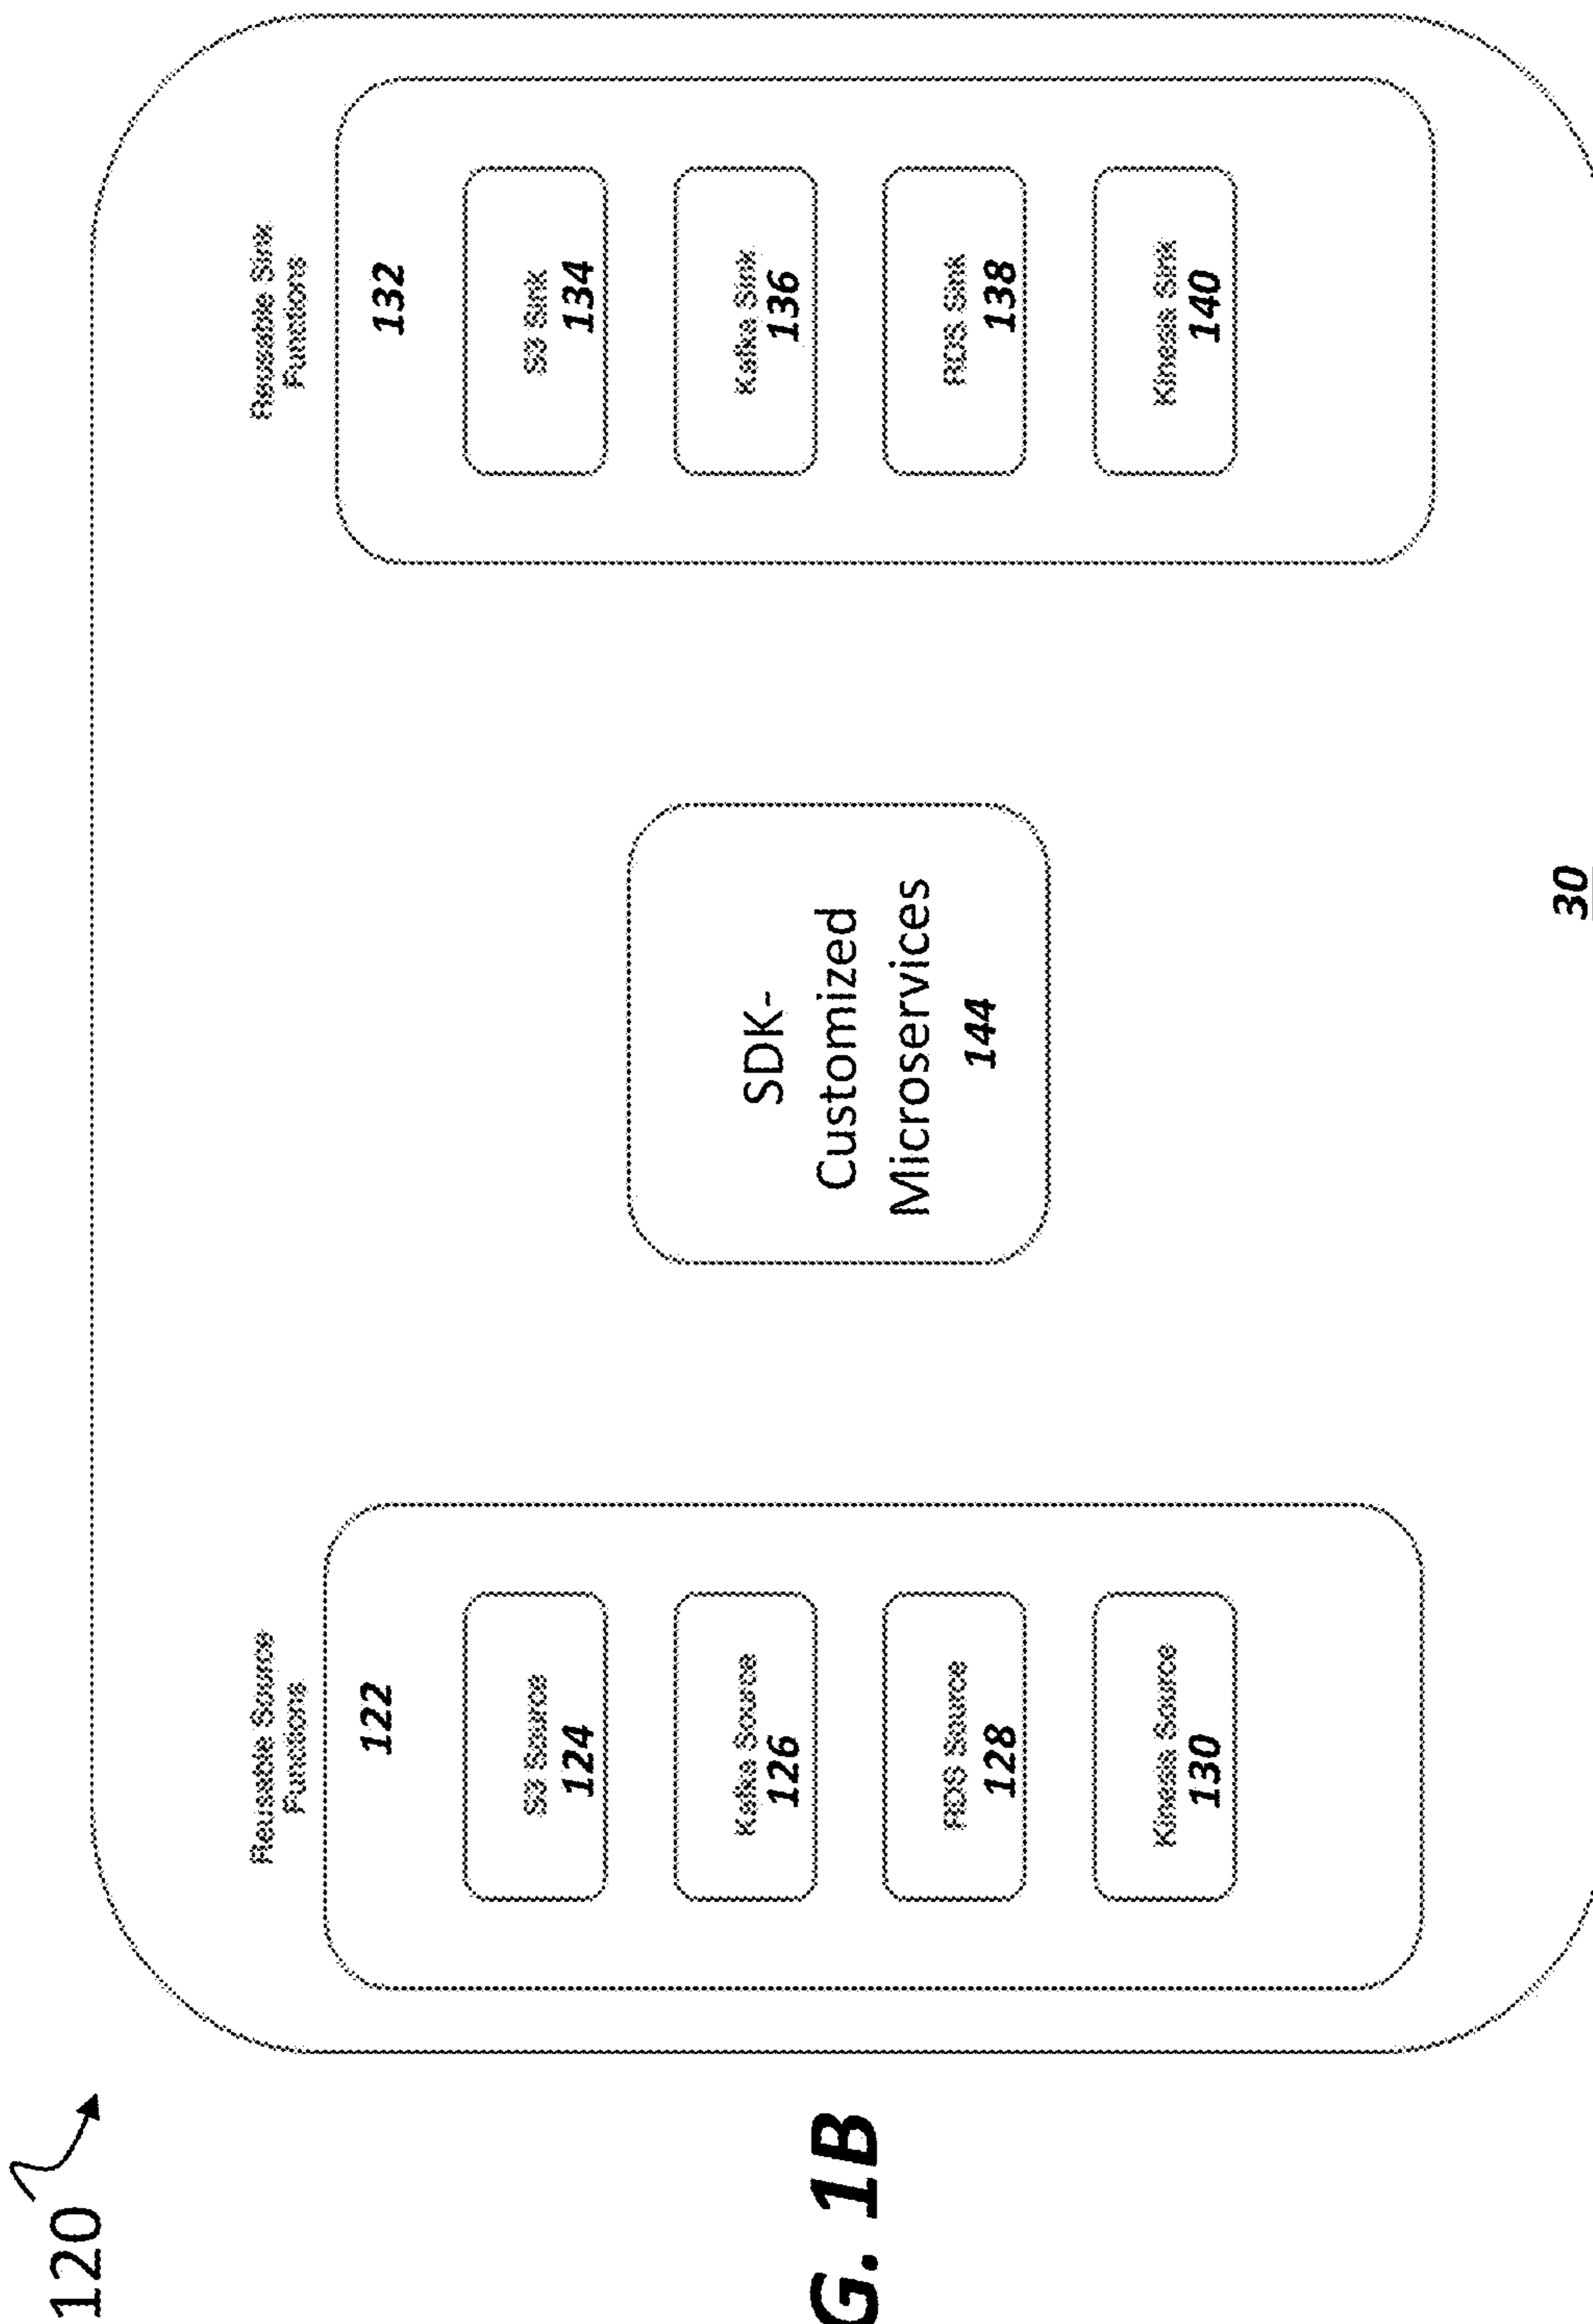 120
Reusable Source
Functions
122
S3 Source
124
Kafka Source
126
RDS Source
128
Kinesis Source
130
SDK-
Customized
Microservices
144
Reusable Sink
Functions
132
S3 Sink
134
Kafka Sink
136
RDS Sink
138
Kinesis Sink
140
30
G. 1B